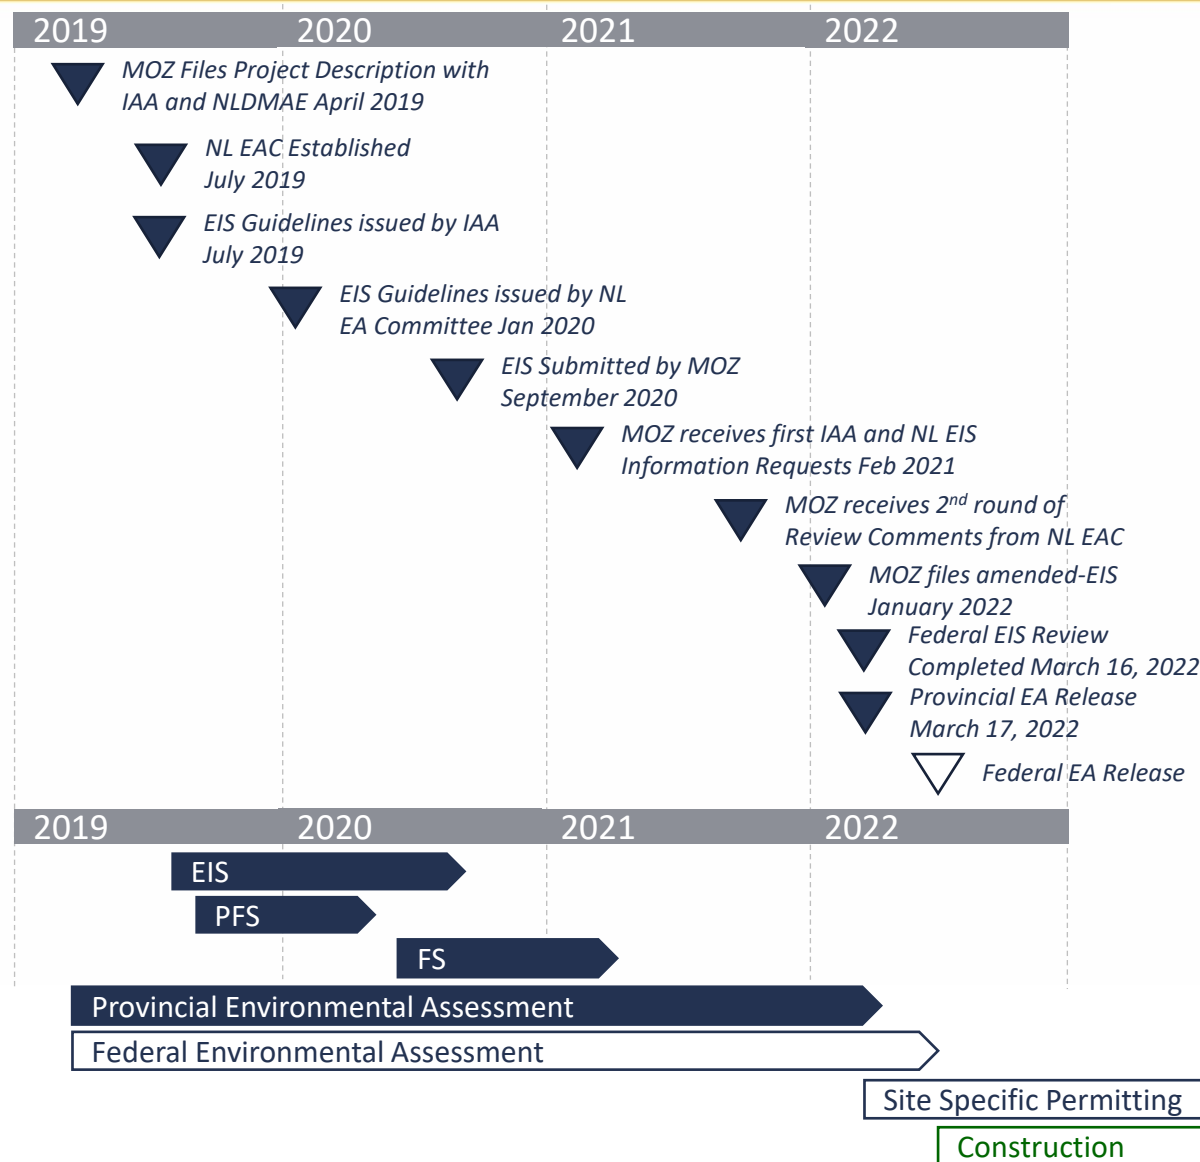 2019 2020 2021 2022
MOZ Files Project Description with
IAA and NLDMAE April 2019
NL EAC Established
July 2019
EIS Guidelines issued by IAA
July 2019
EIS Guidelines issued by NL
EA Committee Jan 2020
EIS Submitted by MOZ
September 2020
MOZ receives first IAA and NL EIS
Information Requests Feb 2021
MOZ receives 2nd round of
Review Comments from NL EAC
MOZ files amended-EIS
January 2022
Federal EIS Review
Completed March 16, 2022
Provincial EA Release
March 17, 2022
Federal EA Release
2019 2020 2021 2022
EIS
PFS
FS
Provincial Environmental Assessment
Federal Environmental Assessment
Site Specific Permitting
Construction